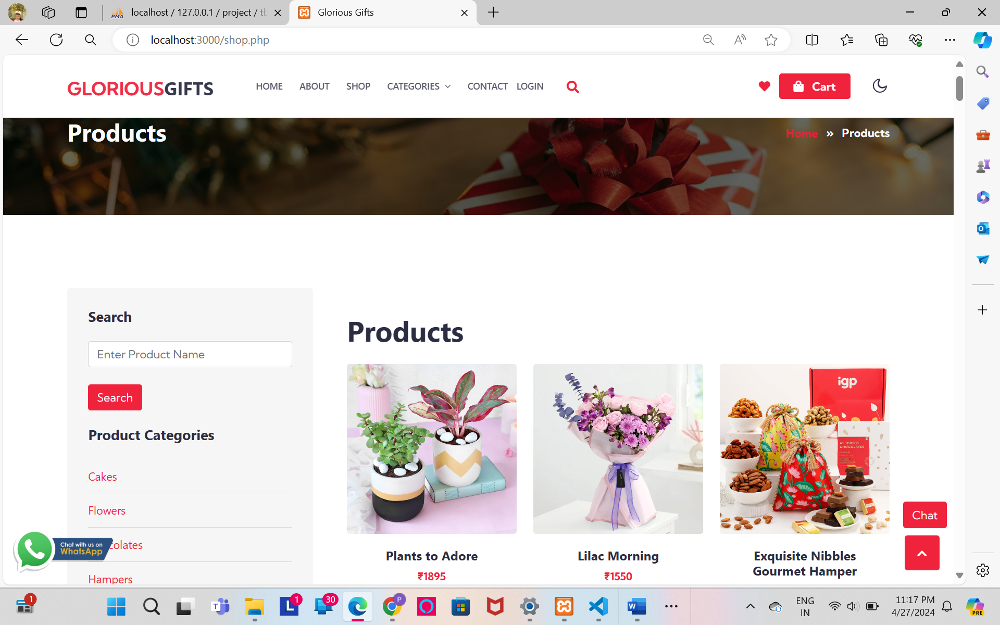 localhost / 127.0.0.1 / project / tb
Glorious Gifts
localhost:3000/shop.php
GLORIOUSGIFTS
HOME
ABOUT
SHOP
CATEGORIES
CONTACT
LOGIN
Cart
Products
Home » Products
Search
Enter Product Name
Search
Product Categories
Cakes
Flowers
colates
Hampers
Chat with us on
WhatsApp
Products
igp
ASSORTED
CHOCOLATES
Plants to Adore
₹1895
Lilac Morning
₹1550
Exquisite Nibbles
Gourmet Hamper
Chat
1
1
30
P
ENG
IN
11:17 PM
4/27/2024
PRE